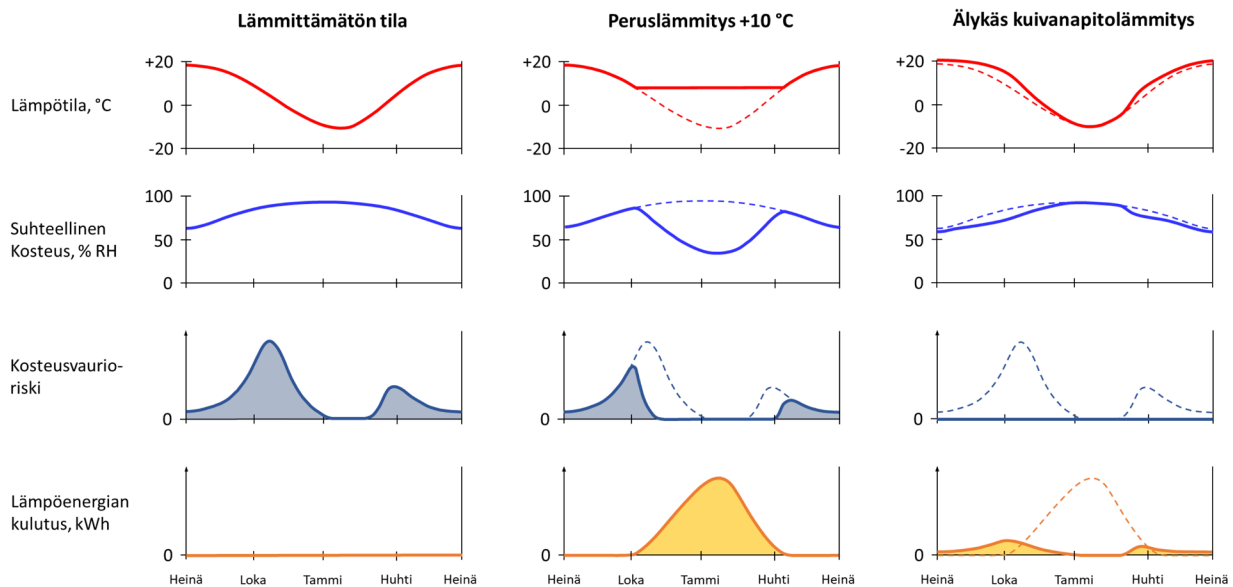 Lämmittämätön tila
Peruslämmitys +10 °C
Älykäs kuivanapitolämmitys
Lämpötila, °C
+20
0
-20
+20
0
-20
+20
0
-20
Suhteellinen
Kosteus, % RH
100
50
0
100
50
0
100
50
0
Kosteusvaurio-
riski
0
0
0
Lämpöenergian
kulutus, kWh
0
0
0
Heinä Loka Tammi Huhti Heinä
Heinä Loka Tammi Huhti Heinä
Heinä Loka Tammi Huhti Heinä